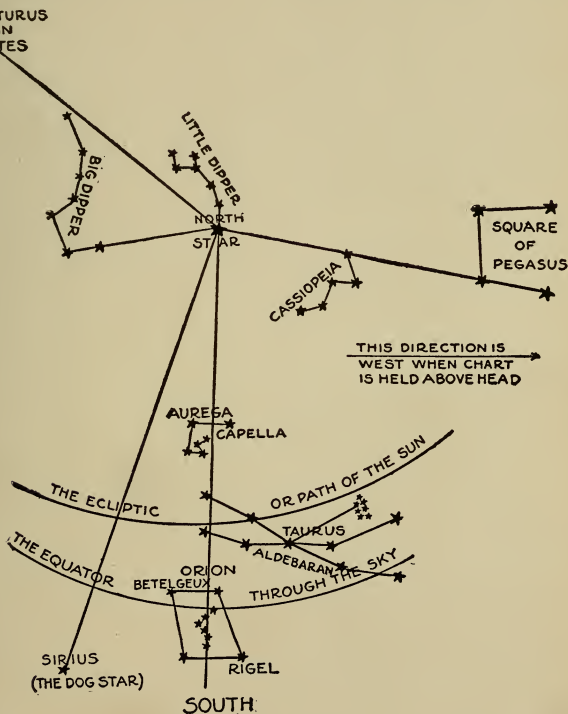 TURUS
N
TES
LITTLE DIPPER
BIG DIPPER
NORTH
STAR
SQUARE
OF
PEGASUS
CASSIOPEIA
THIS DIRECTION IS
WEST WHEN CHART
IS HELD ABOVE HEAD
AUREGA
CAPELLA
THE ECLIPTIC OR PATH OF THE SUN
TAURUS
ALDEBARAN
THE EQUATOR THROUGH THE SKY
ORION
BETELGEUX
RIGEL
SIRIUS
(THE DOG STAR)
SOUTH